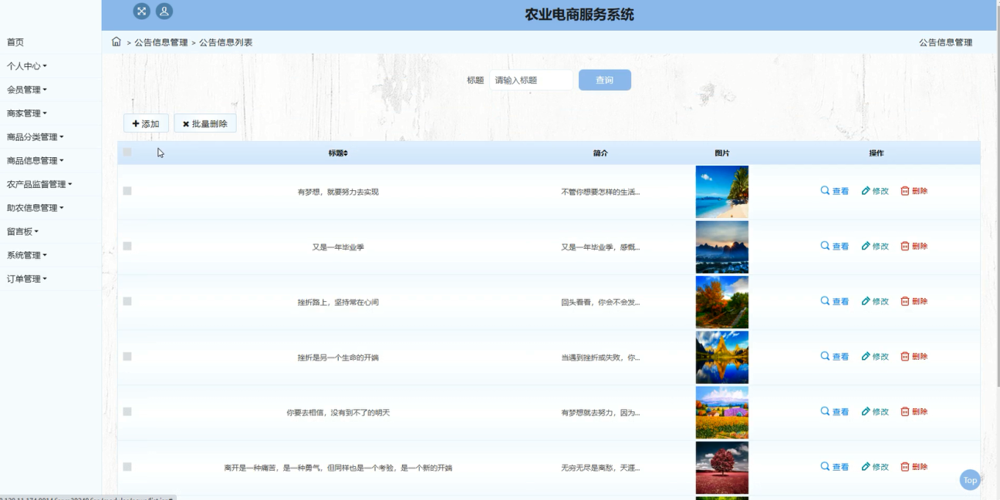 农业电商服务系统
首页
个人中心
会员管理
商家管理
商品分类管理
商品信息管理
农产品监督管理
助农信息管理
留言板
系统管理
订单管理
> 公告信息管理 > 公告信息列表
公告信息管理
标题 请输入标题 查询
添加 批量删除
标题 简介 图片 操作
有梦想，就要努力去实现 不管你想要怎样的生活... 查看 修改 删除
又是一年毕业季 又是一年毕业季，感慨... 查看 修改 删除
挫折路上，坚持常在心间 回头看看，你会不会发... 查看 修改 删除
挫折是另一个生命的开端 当遇到挫折或失败，你... 查看 修改 删除
你要去相信，没有到不了的明天 有梦想就去努力，因为... 查看 修改 删除
离开是一种痛苦，是一种勇气，但同样也是一个考验，是一个新的开端 无穷无尽是离愁，天涯... 查看 修改 删除
Top